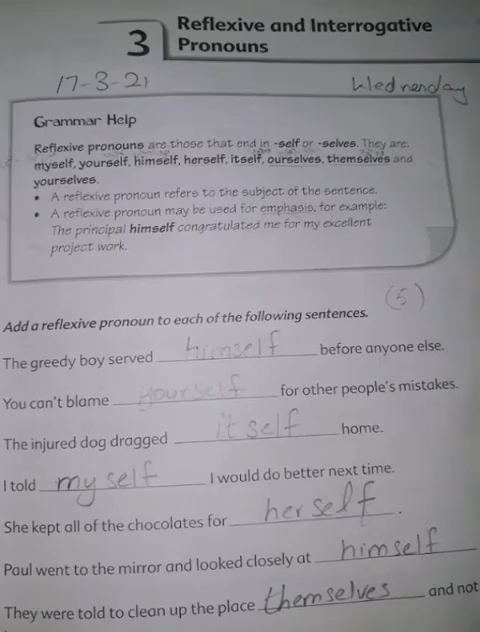 3
Reflexive and Interrogative
Pronouns
17-3-21 Wednesday
Grammar Help
Reflexive pronouns are those that end in -self or -selves. They are:
myself, yourself, himself, herself, itself, ourselves, themselves and
yourselves.
• A reflexive pronoun refers to the subject of the sentence.
• A reflexive pronoun may be used for emphasis, for example:
The principal himself congratulated me for my excellent
project work.
(5)
Add a reflexive pronoun to each of the following sentences.
The greedy boy served himself before anyone else.
You can't blame yourself for other people's mistakes.
The injured dog dragged itself home.
I told myself I would do better next time.
She kept all of the chocolates for herself.
Paul went to the mirror and looked closely at himself
They were told to clean up the place themselves and not